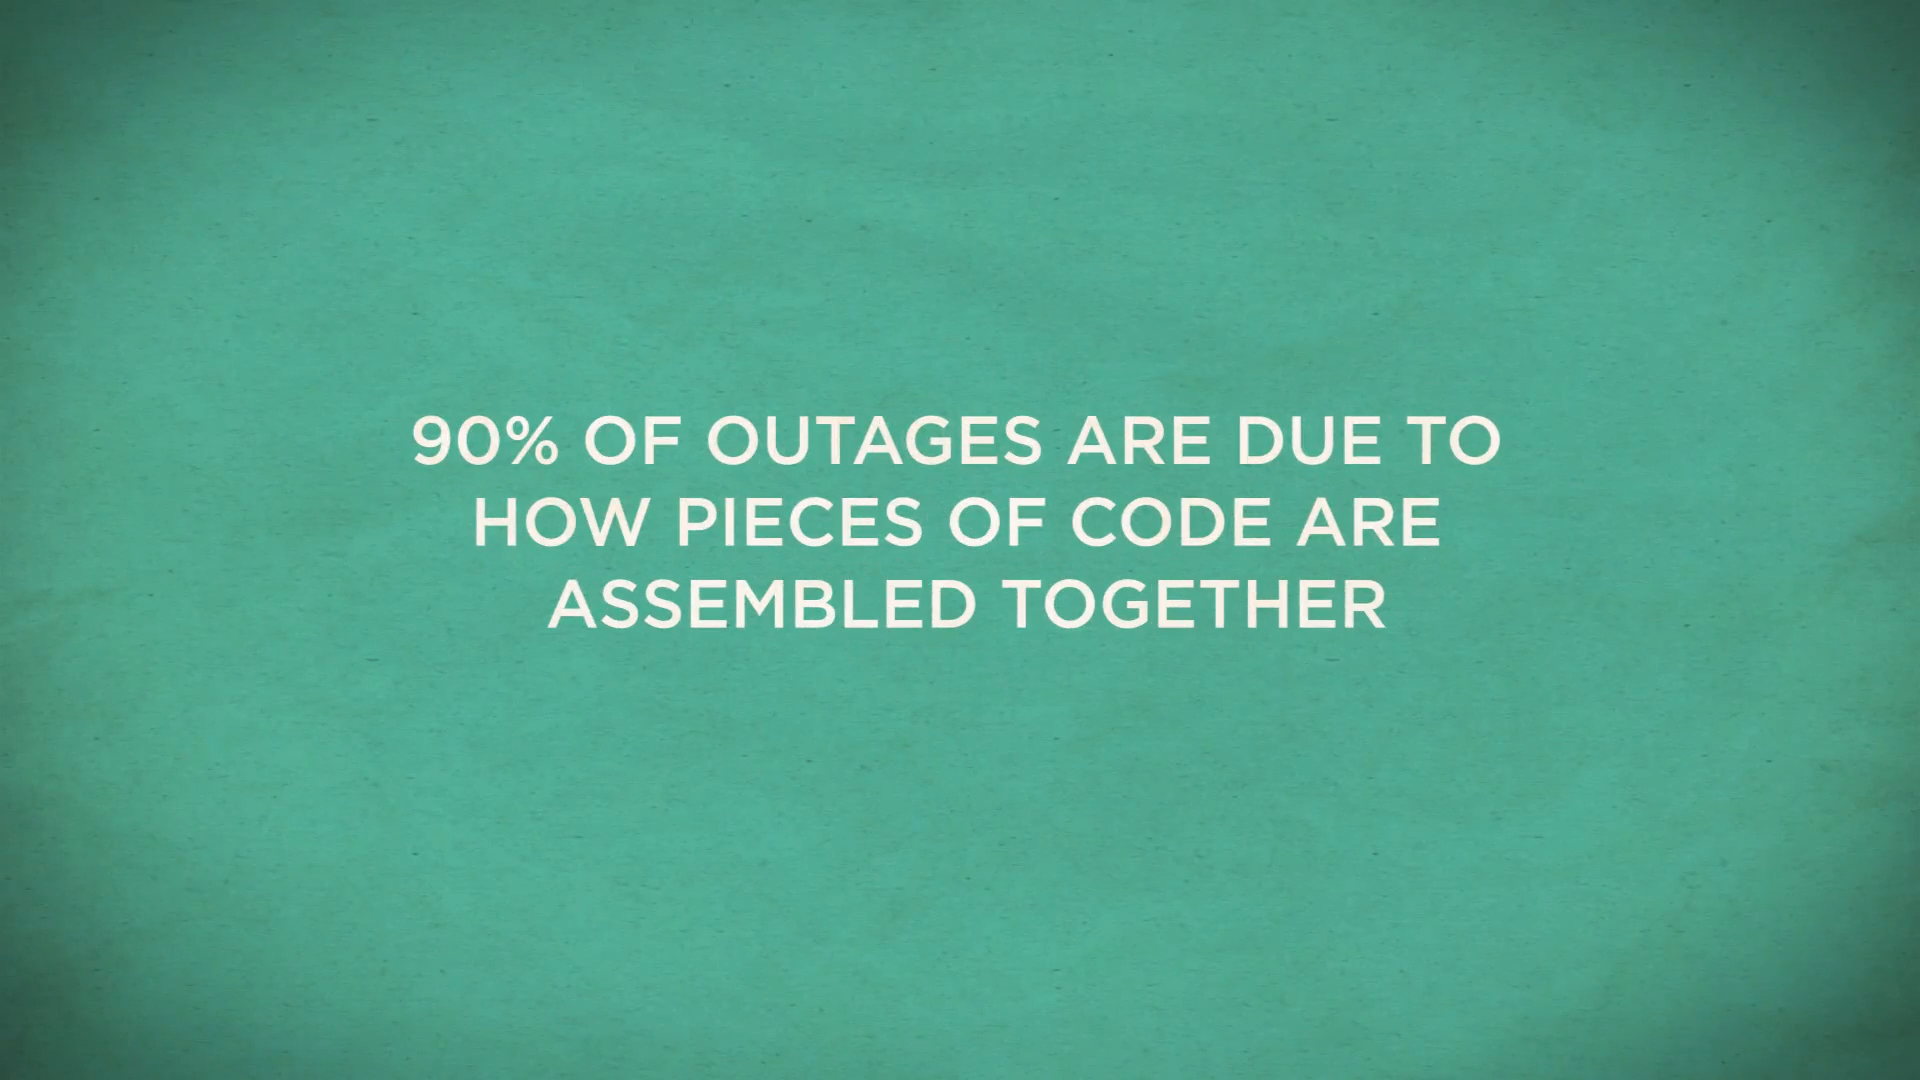 90% OF OUTAGES ARE DUE TO
HOW PIECES OF CODE ARE
ASSEMBLED TOGETHER